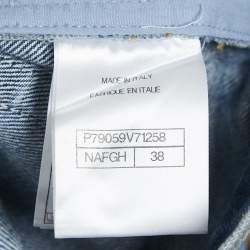 MADE IN ITALY
FABRIQUE EN ITALIE
P79059V71258
NAFGH 38